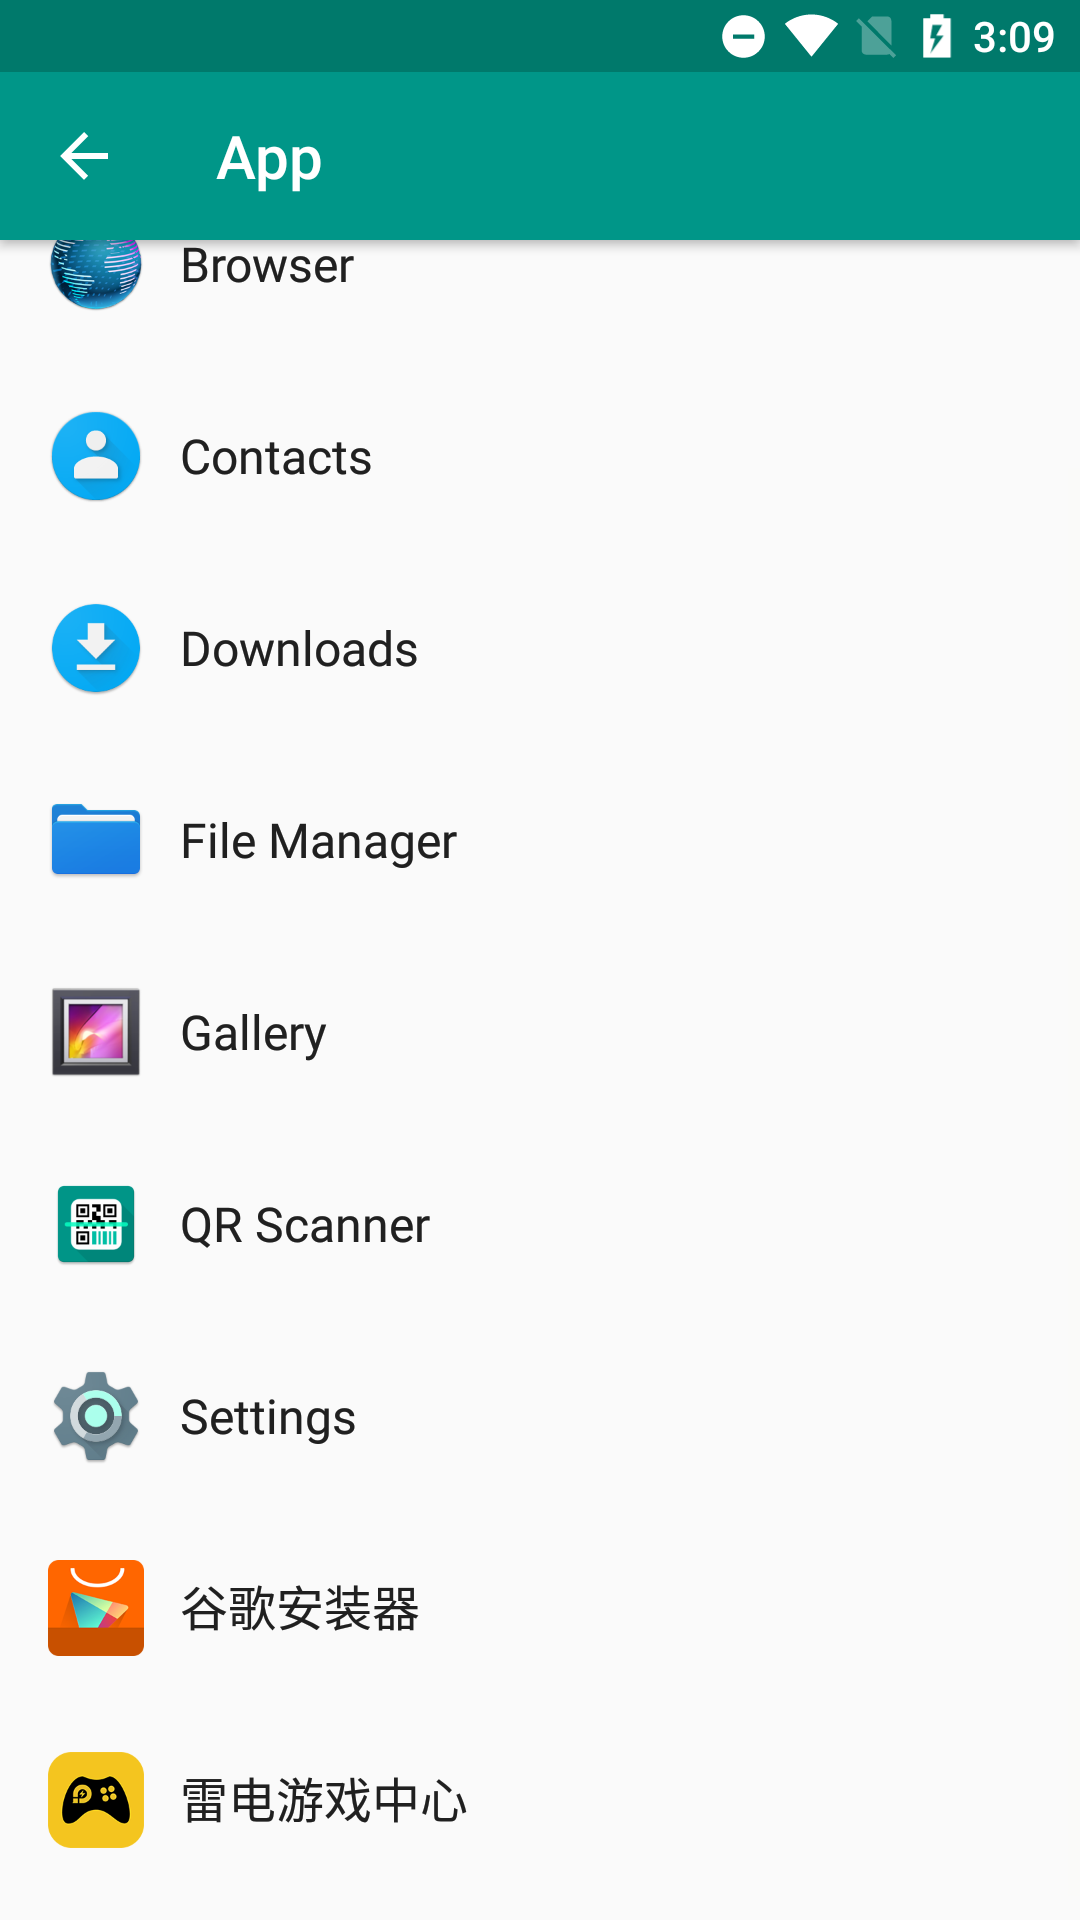 3:09
App
Browser
Contacts
Downloads
File Manager
Gallery
QR Scanner
Settings
谷歌安装器
雷电游戏中心